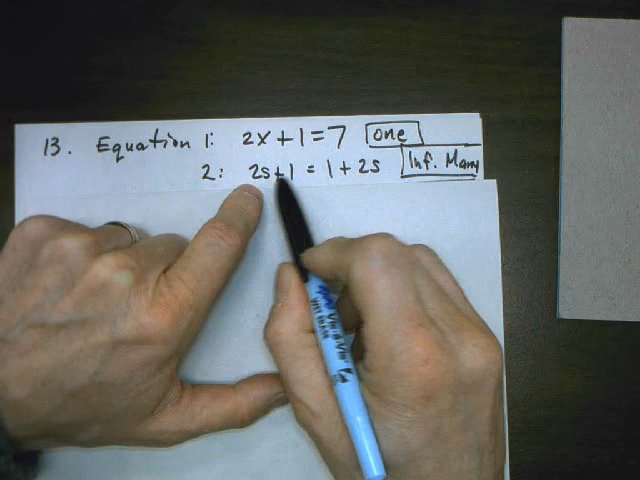 13. Equation 1: 2x+1=7 one
2: 2s+1 = 1+2s Inf. Many